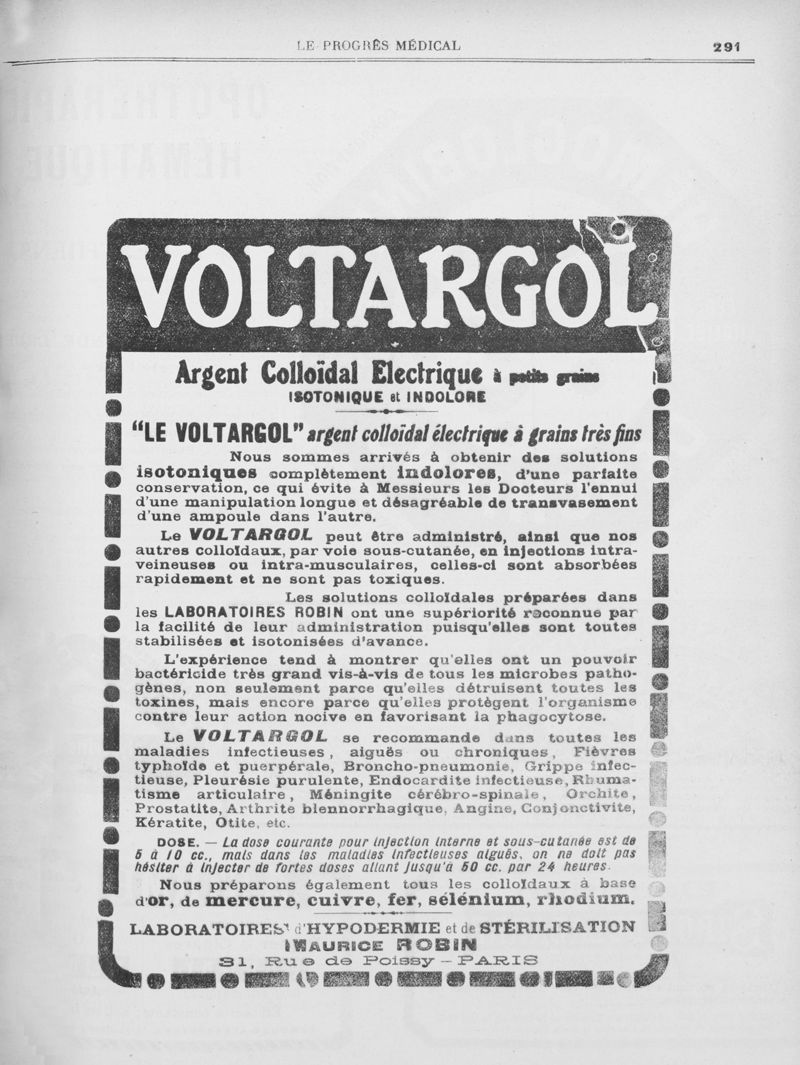 LE PROGRÈS MÉDICAL
291
VOLTARGOL
Argent Colloïdal Electrique à petits grains
ISOTONIQUE et INDOLORE
"LE VOLTARGOL" argent colloïdal électrique à grains très fins
Nous sommes arrivés à obtenir des solutions
isotoniques complètement indolores, d'une parfaite
conservation, ce qui évite à Messieurs les Docteurs l'ennui
d'une manipulation longue et désagréable de transvasement
d'une ampoule dans l'autre.
Le VOLTARGOL peut être administré, ainsi que nos
autres colloïdaux, par voie sous-cutanée, en injections intra-
veineuses ou intra-musculaires, celles-ci sont absorbées
rapidement et ne sont pas toxiques.
Les solutions colloïdales préparées dans
les LABORATOIRES ROBIN ont une supériorité reconnue par
la facilité de leur administration puisqu'elles sont toutes
stabilisées et isotonisées d'avance.
L'expérience tend à montrer qu'elles ont un pouvoir
bactéricide très grand vis-à-vis de tous les microbes patho-
gènes, non seulement parce qu'elles détruisent toutes les
toxines, mais encore parce qu'elles protègent l'organisme
contre leur action nocive en favorisant la phagocytose.
Le VOLTARGOL se recommande dans toutes les
maladies infectieuses, aiguës ou chroniques, Fièvres
typhoïde et puerpérale, Broncho-pneumonie, Grippe infec-
tieuse, Pleurésie purulente, Endocardite infectieuse, Rhuma-
tisme articulaire, Méningite cérébro-spinale, Orchite,
Prostatite, Arthrite blennorrhagique, Angine, Conjonctivite,
Kératite, Otite, etc.
DOSE. — La dose courante pour injection interne et sous-cutanée est de
5 à 10 cc., mais dans les maladies infectieuses aiguës, on ne doit pas
hésiter à injecter de fortes doses allant jusqu'à 50 cc. par 24 heures.
Nous préparons également tous les colloïdaux à base
d'or, de mercure, cuivre, fer, sélénium, rhodium.
LABORATOIRES d'HYPODERMIE et de STÉRILISATION
MAURICE ROBIN
31, Rue de Poissy — PARIS